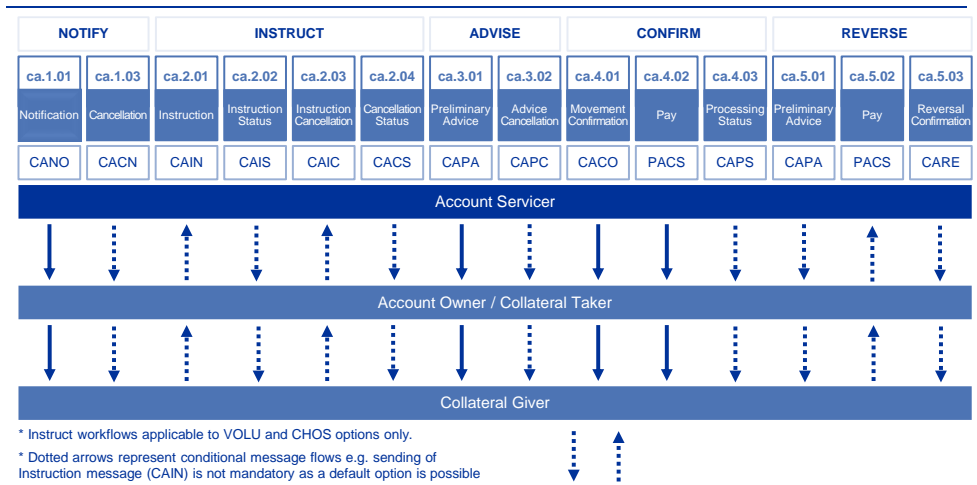 NOTIFY INSTRUCT ADVISE CONFIRM REVERSE
ca.1.01 ca.1.03 ca.2.01 ca.2.02 ca.2.03 ca.2.04 ca.3.01 ca.3.02 ca.4.01 ca.4.02 ca.4.03 ca.5.01 ca.5.02 ca.5.03
Notification
Cancellation
Instruction
Instruction
Status
Instruction
Cancellation
Cancellation
Status
Preliminary
Advice
Advice
Cancellation
Movement
Confirmation
Pay
Processing
Status
Preliminary
Advice
Pay
Reversal
Confirmation
CANO CACN CAIN CAIS CAIC CACS CAPA CAPC CACO PACS CAPS CAPA PACS CARE
Account Servicer
Account Owner / Collateral Taker
Collateral Giver
* Instruct workflows applicable to VOLU and CHOS options only.
* Dotted arrows represent conditional message flows e.g. sending of
Instruction message (CAIN) is not mandatory as a default option is possible